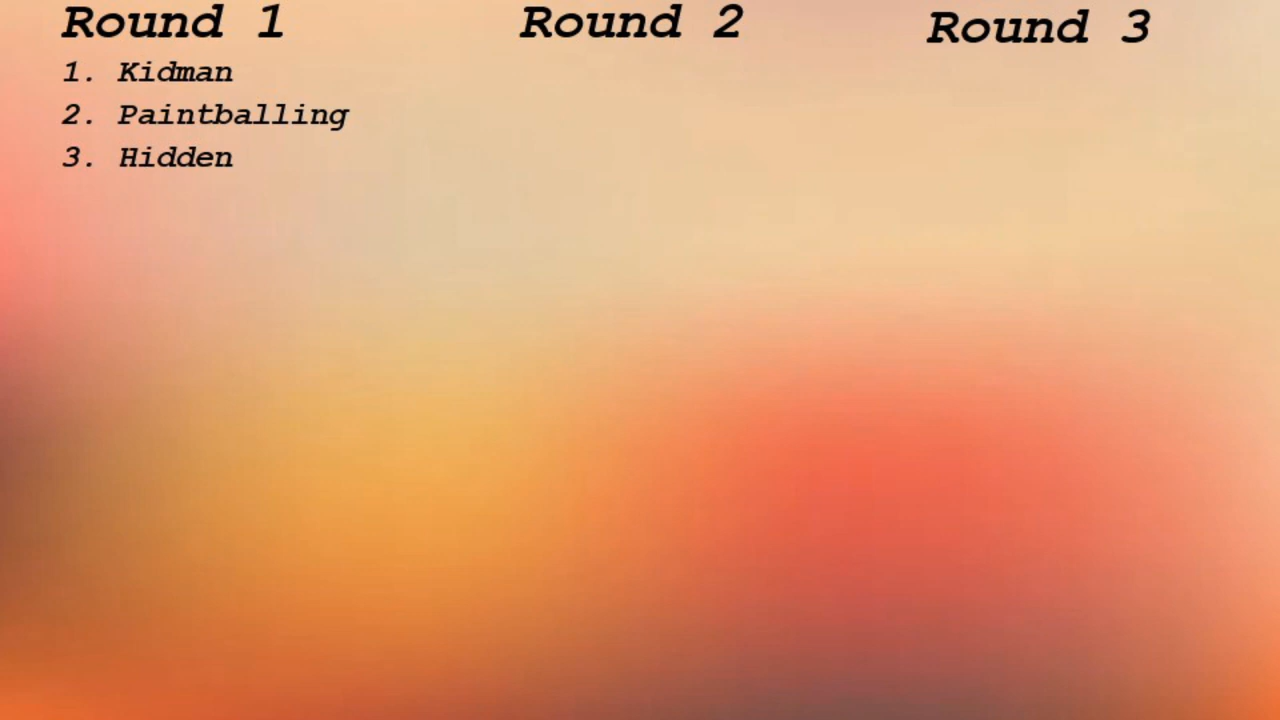 Round 1
1. Kidman
2. Paintballing
3. Hidden
Round 2
Round 3